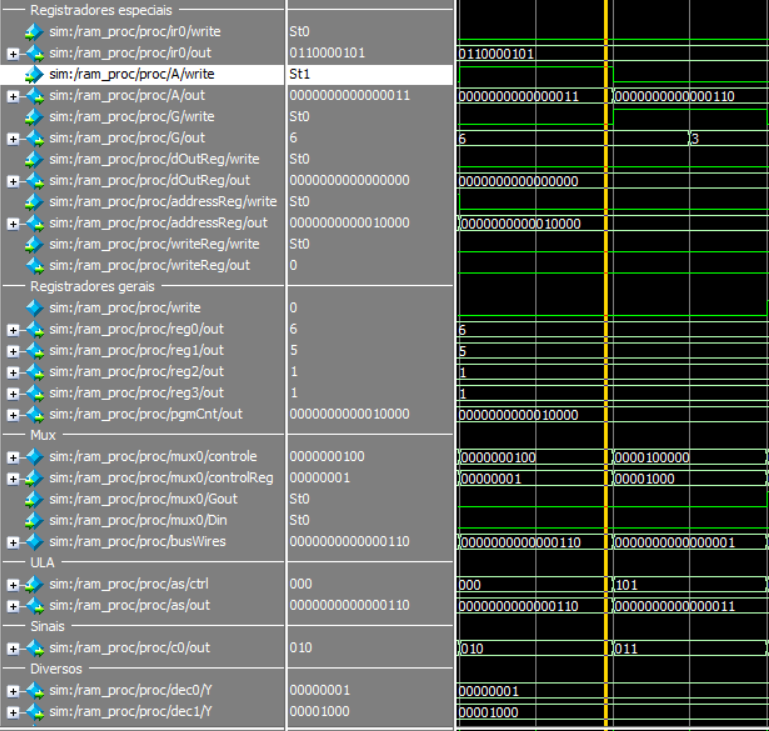 Registradores especiais
sim:/ram_proc/proc/ir0/write St0
sim:/ram_proc/proc/ir0/out 0110000101 0110000101
sim:/ram_proc/proc/A/write St1
sim:/ram_proc/proc/A/out 0000000000000011 0000000000000011 0000000000000110
sim:/ram_proc/proc/G/write St0
sim:/ram_proc/proc/G/out 6 6 3
sim:/ram_proc/proc/dOutReg/write St0
sim:/ram_proc/proc/dOutReg/out 0000000000000000 0000000000000000
sim:/ram_proc/proc/addressReg/write St0
sim:/ram_proc/proc/addressReg/out 0000000000010000 0000000000010000
sim:/ram_proc/proc/writeReg/write St0
sim:/ram_proc/proc/writeReg/out 0
Registradores gerais
sim:/ram_proc/proc/write 0
sim:/ram_proc/proc/reg0/out 6 6
sim:/ram_proc/proc/reg1/out 5 5
sim:/ram_proc/proc/reg2/out 1 1
sim:/ram_proc/proc/reg3/out 1 1
sim:/ram_proc/proc/pgmCnt/out 0000000000010000 0000000000010000
Mux
sim:/ram_proc/proc/mux0/controle 0000000100 0000000100 0000100000
sim:/ram_proc/proc/mux0/controlReg 00000001 00000001 00001000
sim:/ram_proc/proc/mux0/Gout St0
sim:/ram_proc/proc/mux0/Din St0
sim:/ram_proc/proc/busWires 0000000000000110 0000000000000110 0000000000000001
ULA
sim:/ram_proc/proc/as/ctrl 000 000 101
sim:/ram_proc/proc/as/out 0000000000000110 0000000000000110 0000000000000011
Sinais
sim:/ram_proc/proc/c0/out 010 010 011
Diversos
sim:/ram_proc/proc/dec0/Y 00000001 00000001
sim:/ram_proc/proc/dec1/Y 00001000 00001000